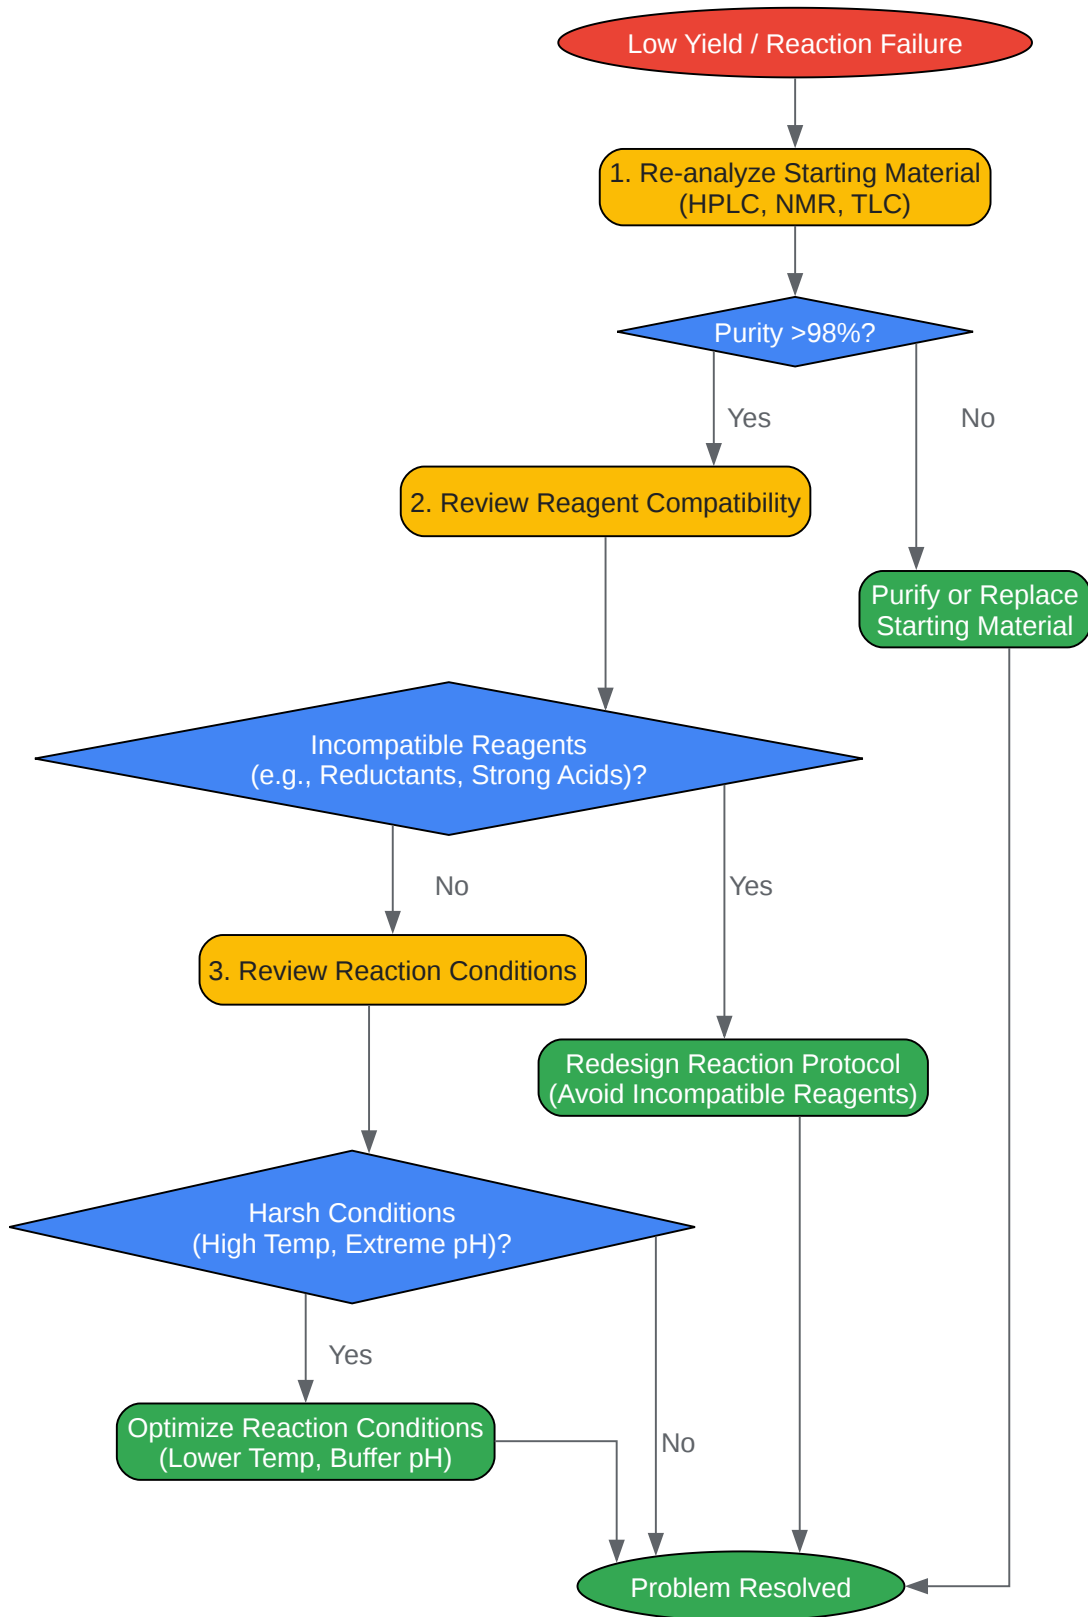 Low Yield / Reaction Failure
1. Re-analyze Starting Material
(HPLC, NMR, TLC)
Purity >98%?
Yes
No
2. Review Reagent Compatibility
Purify or Replace
Starting Material
Incompatible Reagents
(e.g., Reductants, Strong Acids)?
No
Yes
3. Review Reaction Conditions
Redesign Reaction Protocol
(Avoid Incompatible Reagents)
Harsh Conditions
(High Temp, Extreme pH)?
Yes
Optimize Reaction Conditions
(Lower Temp, Buffer pH)
No
Problem Resolved